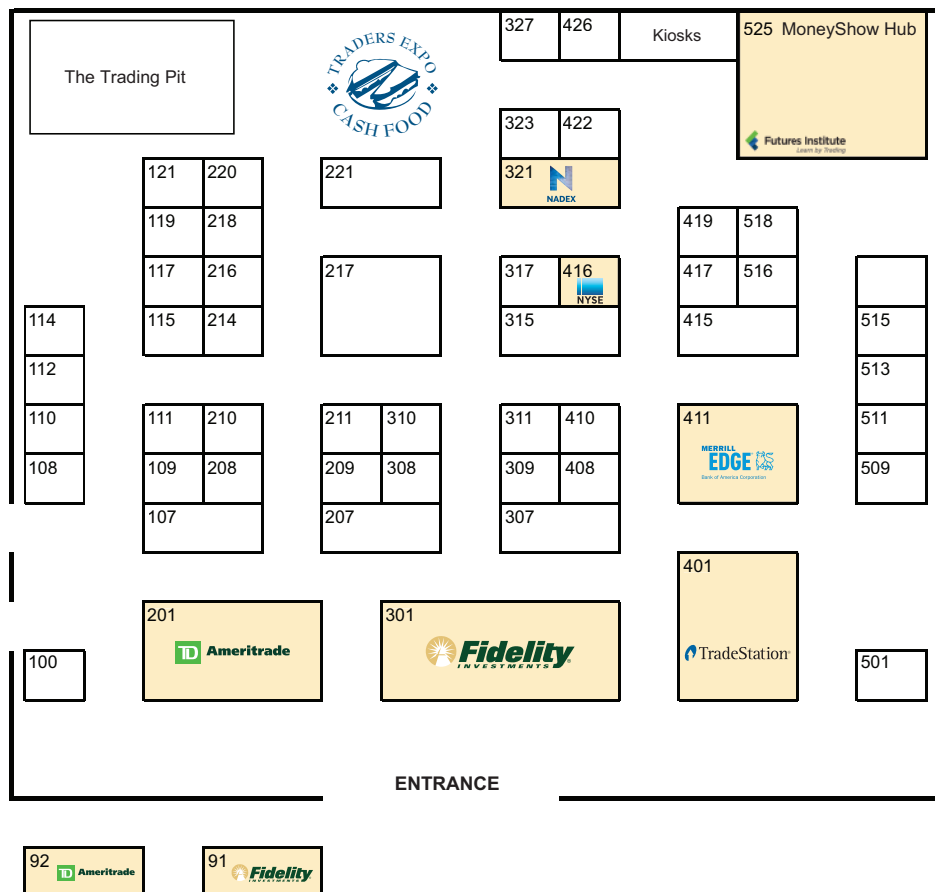 327 426 Kiosks 525 MoneyShow Hub
The Trading Pit
TRADERS EXPO
CASH FOOD
323 422
Futures Institute
Learn by Trading
121 220 221 321 N
NADEX
119 218 419 518
117 216 217 317 416 417 516
NYSE
114 115 214 315 415 515
112 513
110 111 210 211 310 311 410 411 511
MERRILL
EDGE
Bank of America Corporation
108 109 208 209 308 309 408 509
107 207 307
401
201 301
TD Ameritrade Fidelity TradeStation
INVESTMENTS
100 501
ENTRANCE
92 TD Ameritrade 91 Fidelity
INVESTMENTS